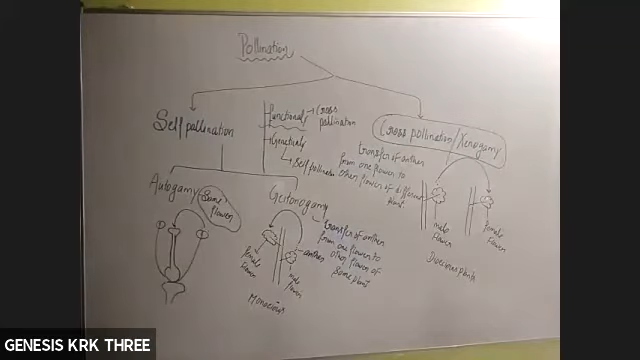 Pollination
Self pollination
Functionals → Cross
pollination
Genetically
↳ Self pollination
Cross pollination/Xenogamy
transfer of anther
from one flower to
other flower of different
plant.
Autogamy
Same
flower
Geitonogamy
transfer of anther
from one flower to
other flower of
same plant
female
flower
anther
male
flower
Monoecious
male
flower
female
flower
Dioecious plants
GENESIS KRK THREE